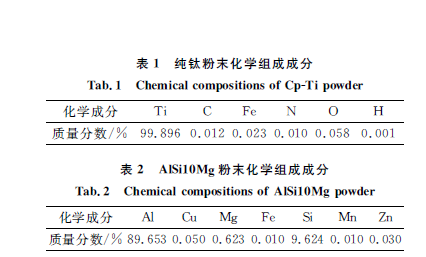 表 1 纯钛粉末化学组成成分
Tab. 1 Chemical compositions of Cp-Ti powder
化学成分 Ti C Fe N O H
质量分数/% 99.896 0.012 0.023 0.010 0.058 0.001
表 2 AlSi10Mg 粉末化学组成成分
Tab. 2 Chemical compositions of AlSi10Mg powder
化学成分 Al Cu Mg Fe Si Mn Zn
质量分数/% 89.653 0.050 0.623 0.010 9.624 0.010 0.030